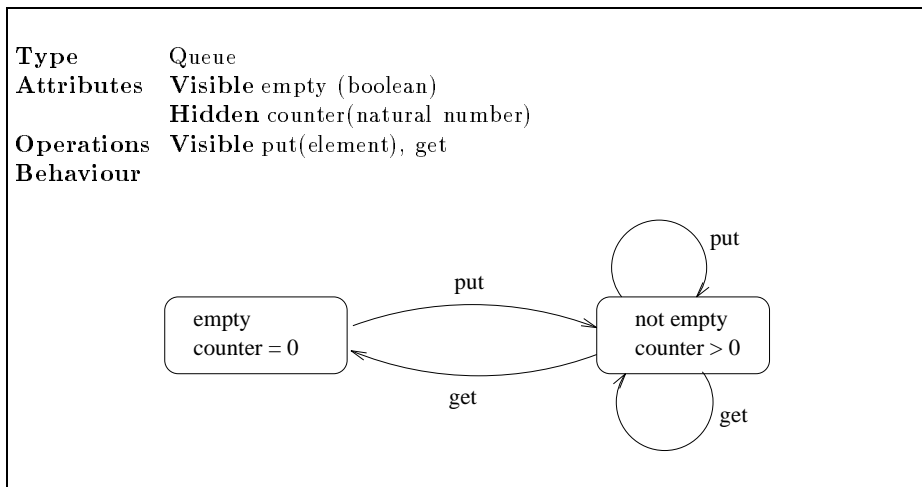 Type Queue
Attributes Visible empty (boolean)
Hidden counter(natural number)
Operations Visible put(element), get
Behaviour
put
put
empty
counter = 0
not empty
counter > 0
get
get